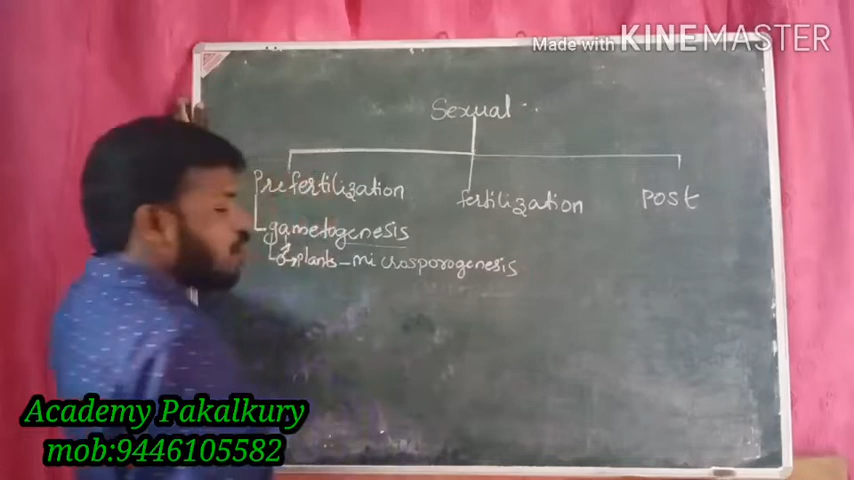 Made with KINEMASTER
Sexual
Prefertilization
fertilization
post
gametogenesis
♂ plants - microsporogenesis
Academy Pakalkury
mob:9446105582